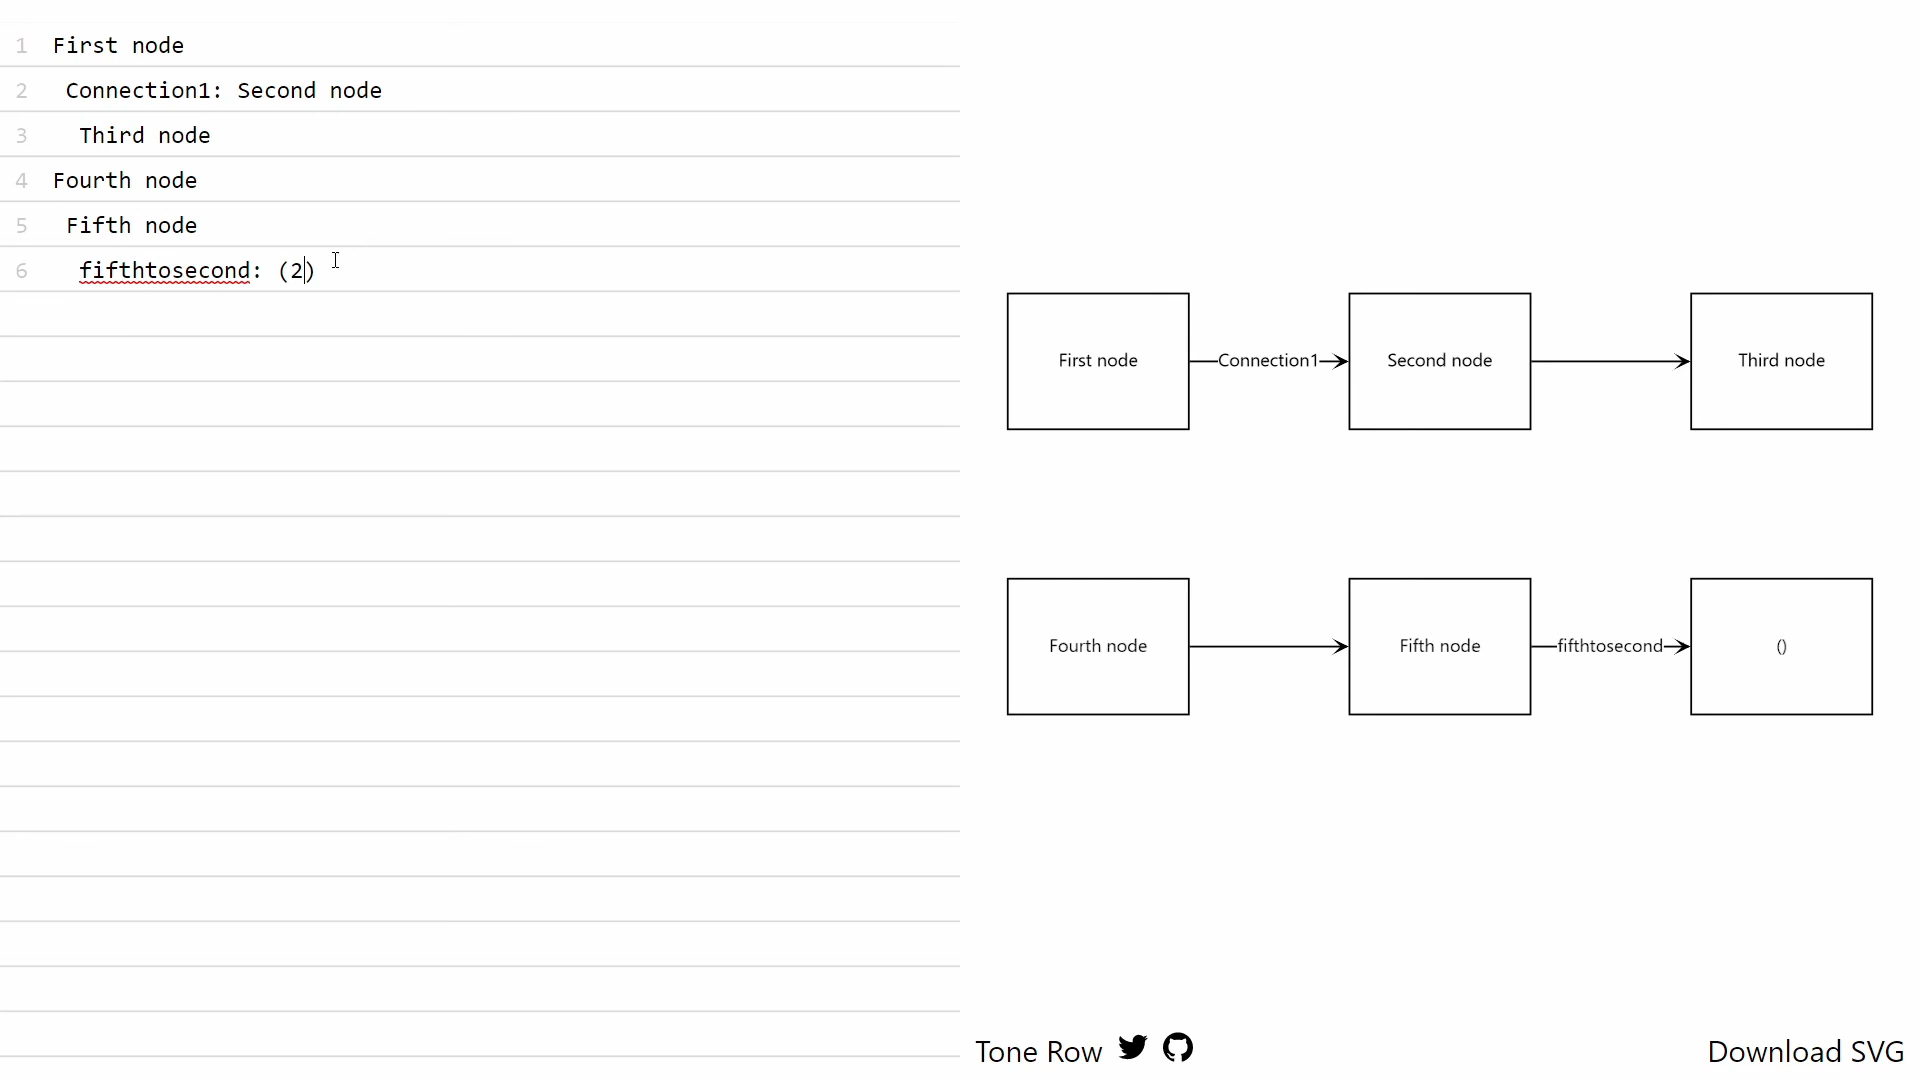 1 First node
2 Connection1: Second node
3 Third node
4 Fourth node
5 Fifth node
6 fifthtosecond: (2)
First node Connection1 Second node Third node
Fourth node Fifth node fifthtosecond ()
Tone Row Download SVG